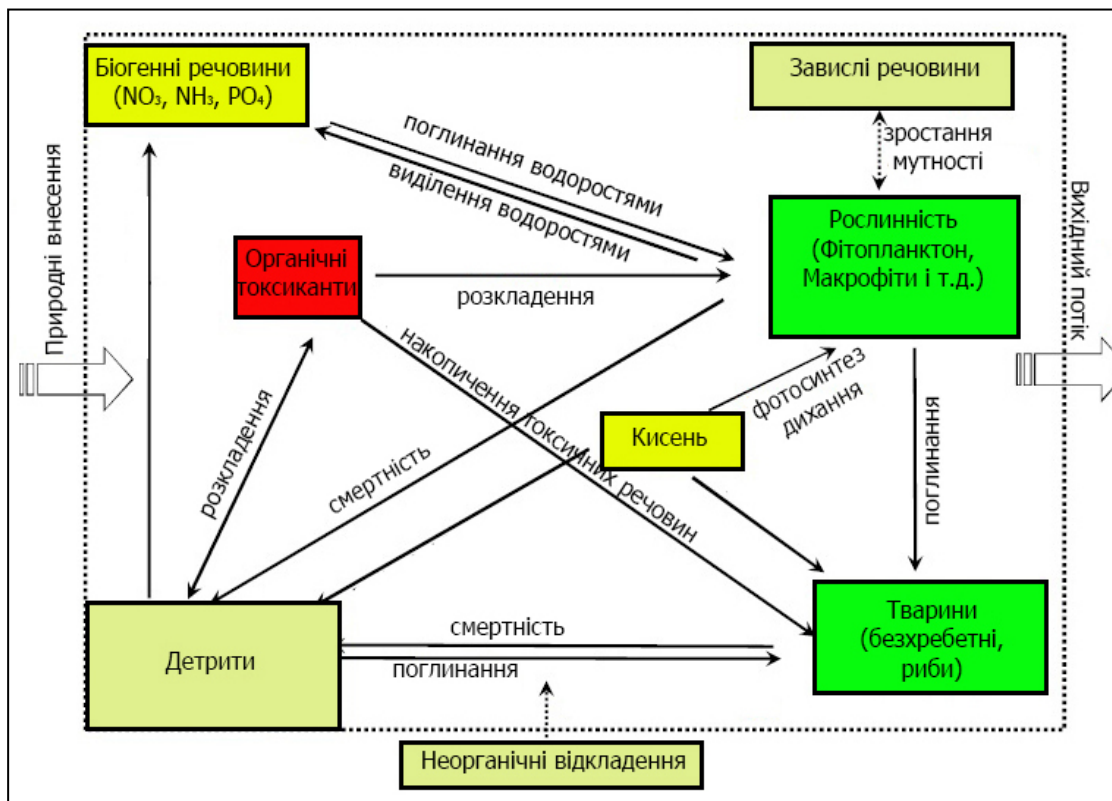 Біогенні речовини
(NO₃, NH₃, PO₄)
Завислі речовини
зростання
мутності
поглинання водоростями
виділення водоростями
Природні внесення
Вихідний потік
Рослинність
(Фітопланктон,
Макрофіти і т.д.)
Органічні
токсиканти
розкладення
накопичення токсичних речовин
фотосинтез
дихання
Кисень
розкладення
смертність
поглинання
Тварини
(безхребетні,
риби)
Детрити
смертність
поглинання
Неорганічні відкладення